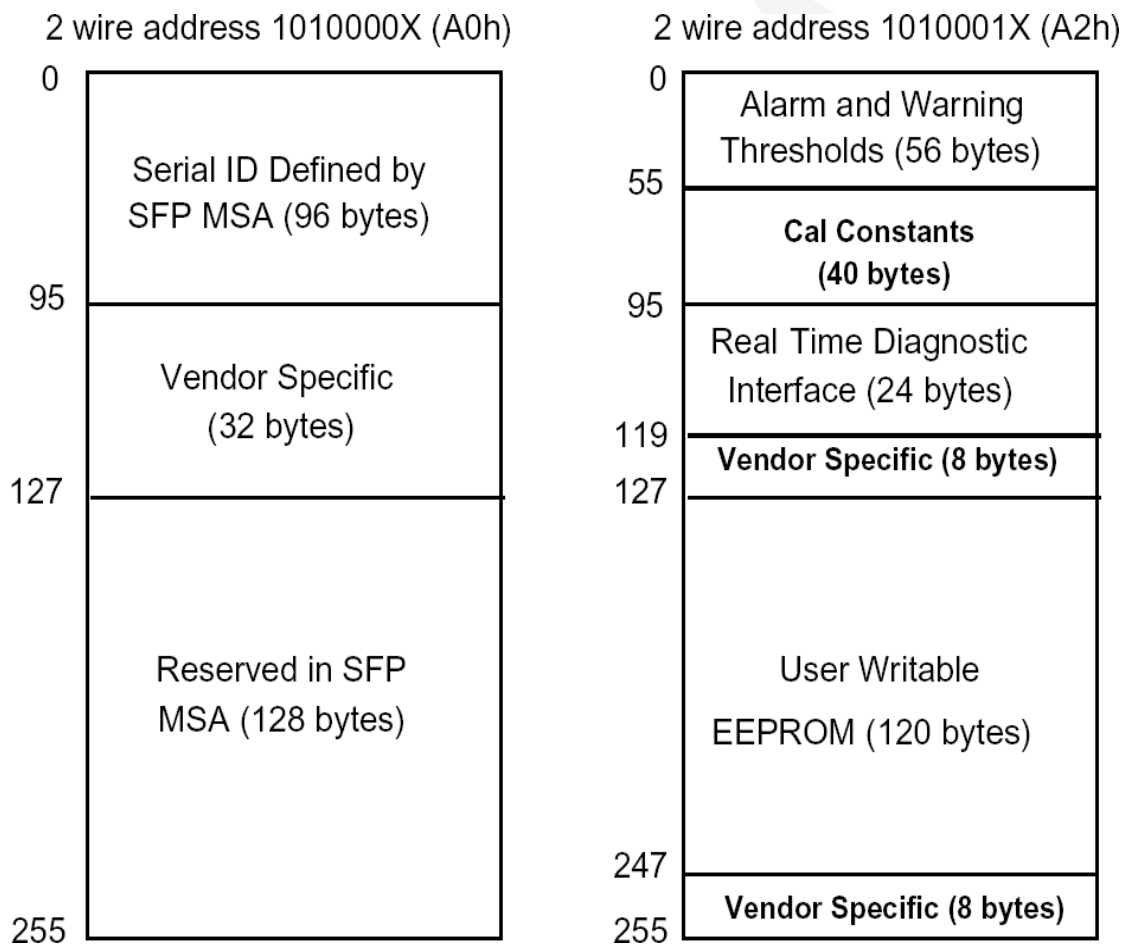 2 wire address 1010000X (A0h)
0
Serial ID Defined by
SFP MSA (96 bytes)
95
Vendor Specific
(32 bytes)
127
Reserved in SFP
MSA (128 bytes)
255
2 wire address 1010001X (A2h)
0
Alarm and Warning
Thresholds (56 bytes)
55
Cal Constants
(40 bytes)
95
Real Time Diagnostic
Interface (24 bytes)
119
Vendor Specific (8 bytes)
127
User Writable
EEPROM (120 bytes)
247
Vendor Specific (8 bytes)
255